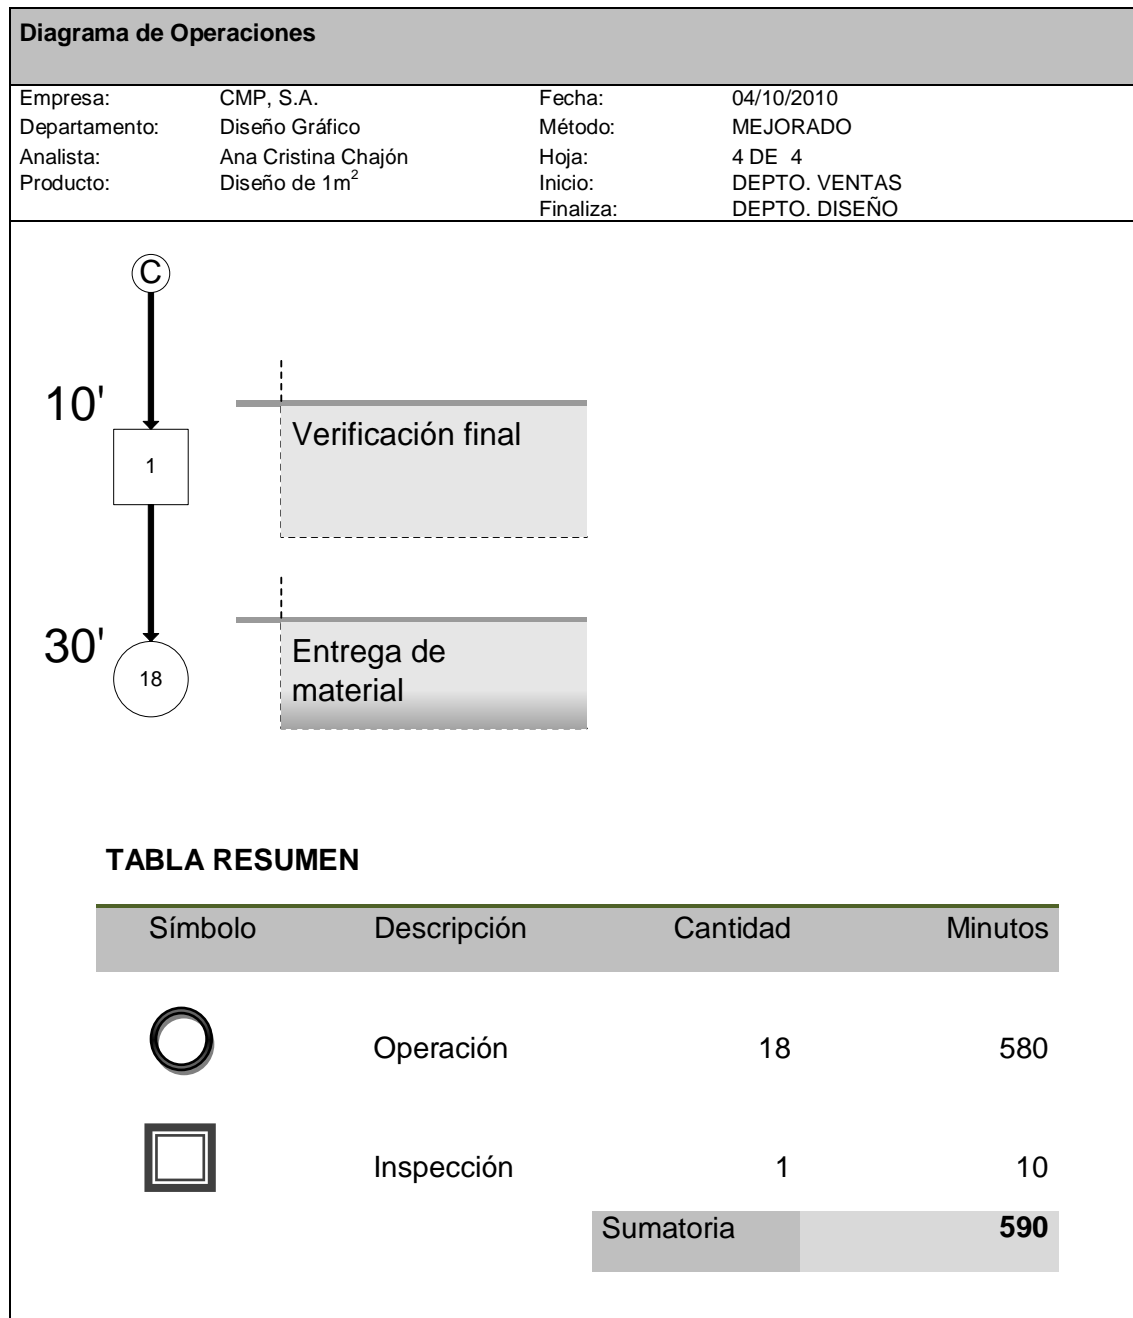 Diagrama de Operaciones
Empresa: CMP, S.A. Fecha: 04/10/2010
Departamento: Diseño Gráfico Método: MEJORADO
Analista: Ana Cristina Chajón Hoja: 4 DE 4
Producto: Diseño de 1m² Inicio: DEPTO. VENTAS
Finaliza: DEPTO. DISEÑO
C
10'
Verificación final
1
30'
Entrega de
material
18
TABLA RESUMEN
Símbolo Descripción Cantidad Minutos
Operación 18 580
Inspección 1 10
Sumatoria 590